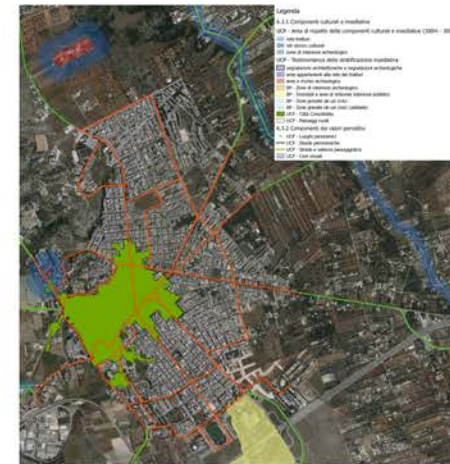 Legenda
6.3.1 Componenti culturali e insediative
UCP - Area di rispetto delle componenti culturali e insediative (100m - 30
rete tratturi
siti storico culturali
zone di interesse archeologico
UCP - Testimonianza della stratificazione insediativa
segnalazioni architettoniche e segnalazioni archeologiche
aree appartenenti alla rete dei tratturi
aree a rischio archeologico
BP - Zone di interesse archeologico
BP - Immobili e aree di notevole interesse pubblico
BP - Zone gravate da usi civici
BP - Zone gravate da usi civici (validate)
UCP - Città Consolidata
UCP - Paesaggi rurali
6.3.2 Componenti dei valori percettivi
UCP - Luoghi panoramici
UCP - Strade panoramiche
UCP - Strade a valenza paesaggistica
UCP - Coni visuali